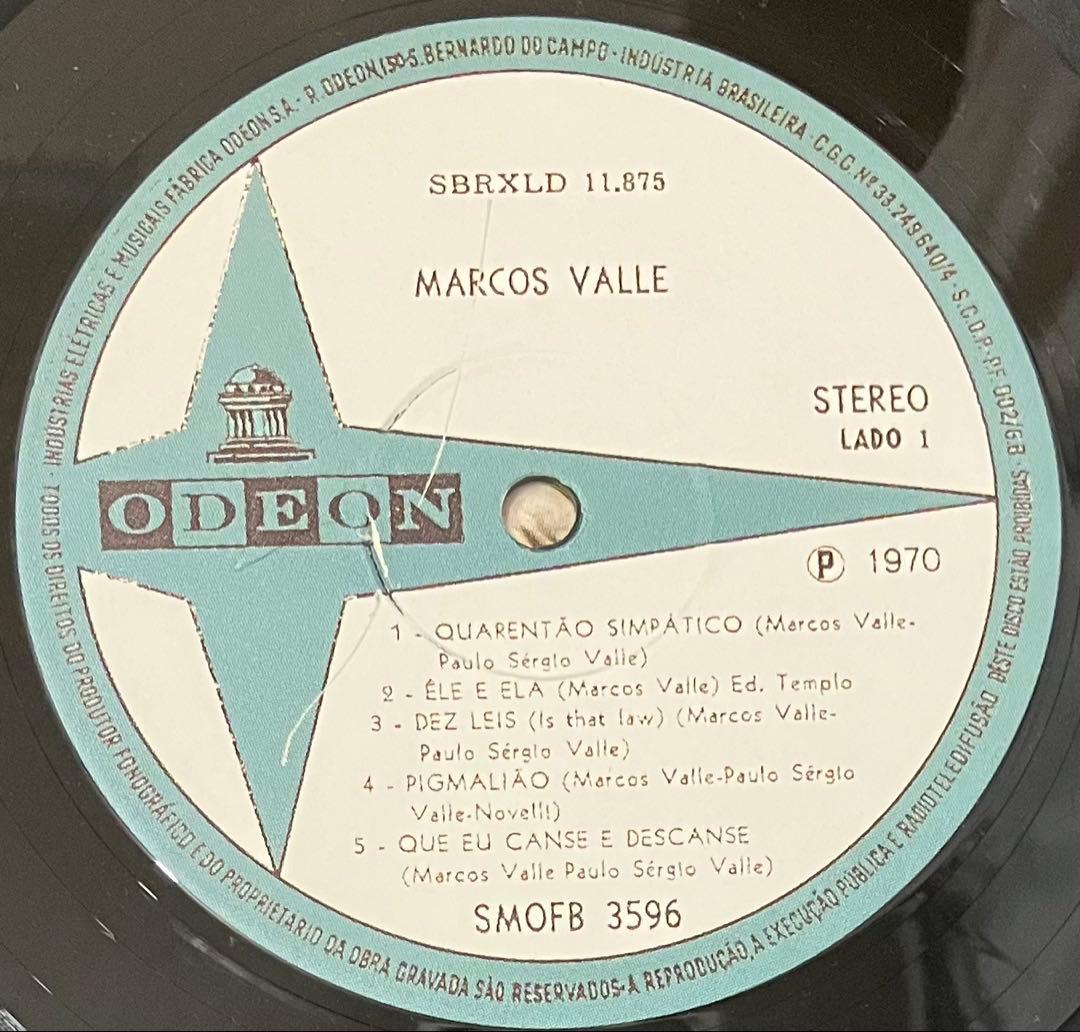 SBRXLD 11.875
MARCOS VALLE
STEREO
LADO 1
ODEON
Ⓟ 1970
1 - QUARENTÃO SIMPÁTICO (Marcos Valle-
Paulo Sérgio Valle)
2 - ÊLE E ELA (Marcos Valle) Ed. Templo
3 - DEZ LEIS (Is that law) (Marcos Valle-
Paulo Sérgio Valle)
4 - PIGMALIÃO (Marcos Valle-Paulo Sérgio
Valle-Novelli)
5 - QUE EU CANSE E DESCANSE
(Marcos Valle Paulo Sérgio Valle)
SMOFB 3596
INDUSTRIAS ELÉTRICAS E MUSICAIS FÁBRICA ODEON S.A. - R. ODEON,150-S. BERNARDO DO CAMPO - INDÚSTRIA BRASILEIRA - C.G.C. Nº 33.249.640/4 - S.C.D.P.-P.F. 002/68
TODOS OS DIREITOS DO PRODUTOR FONOGRÁFICO E DO PROPRIETARIO DA OBRA GRAVADA SÃO RESERVADOS-A REPRODUÇÃO, A EXECUÇÃO PÚBLICA E RADIOTELEDIFUSÃO DÊSTE DISCO ESTÃO PROIBIDAS